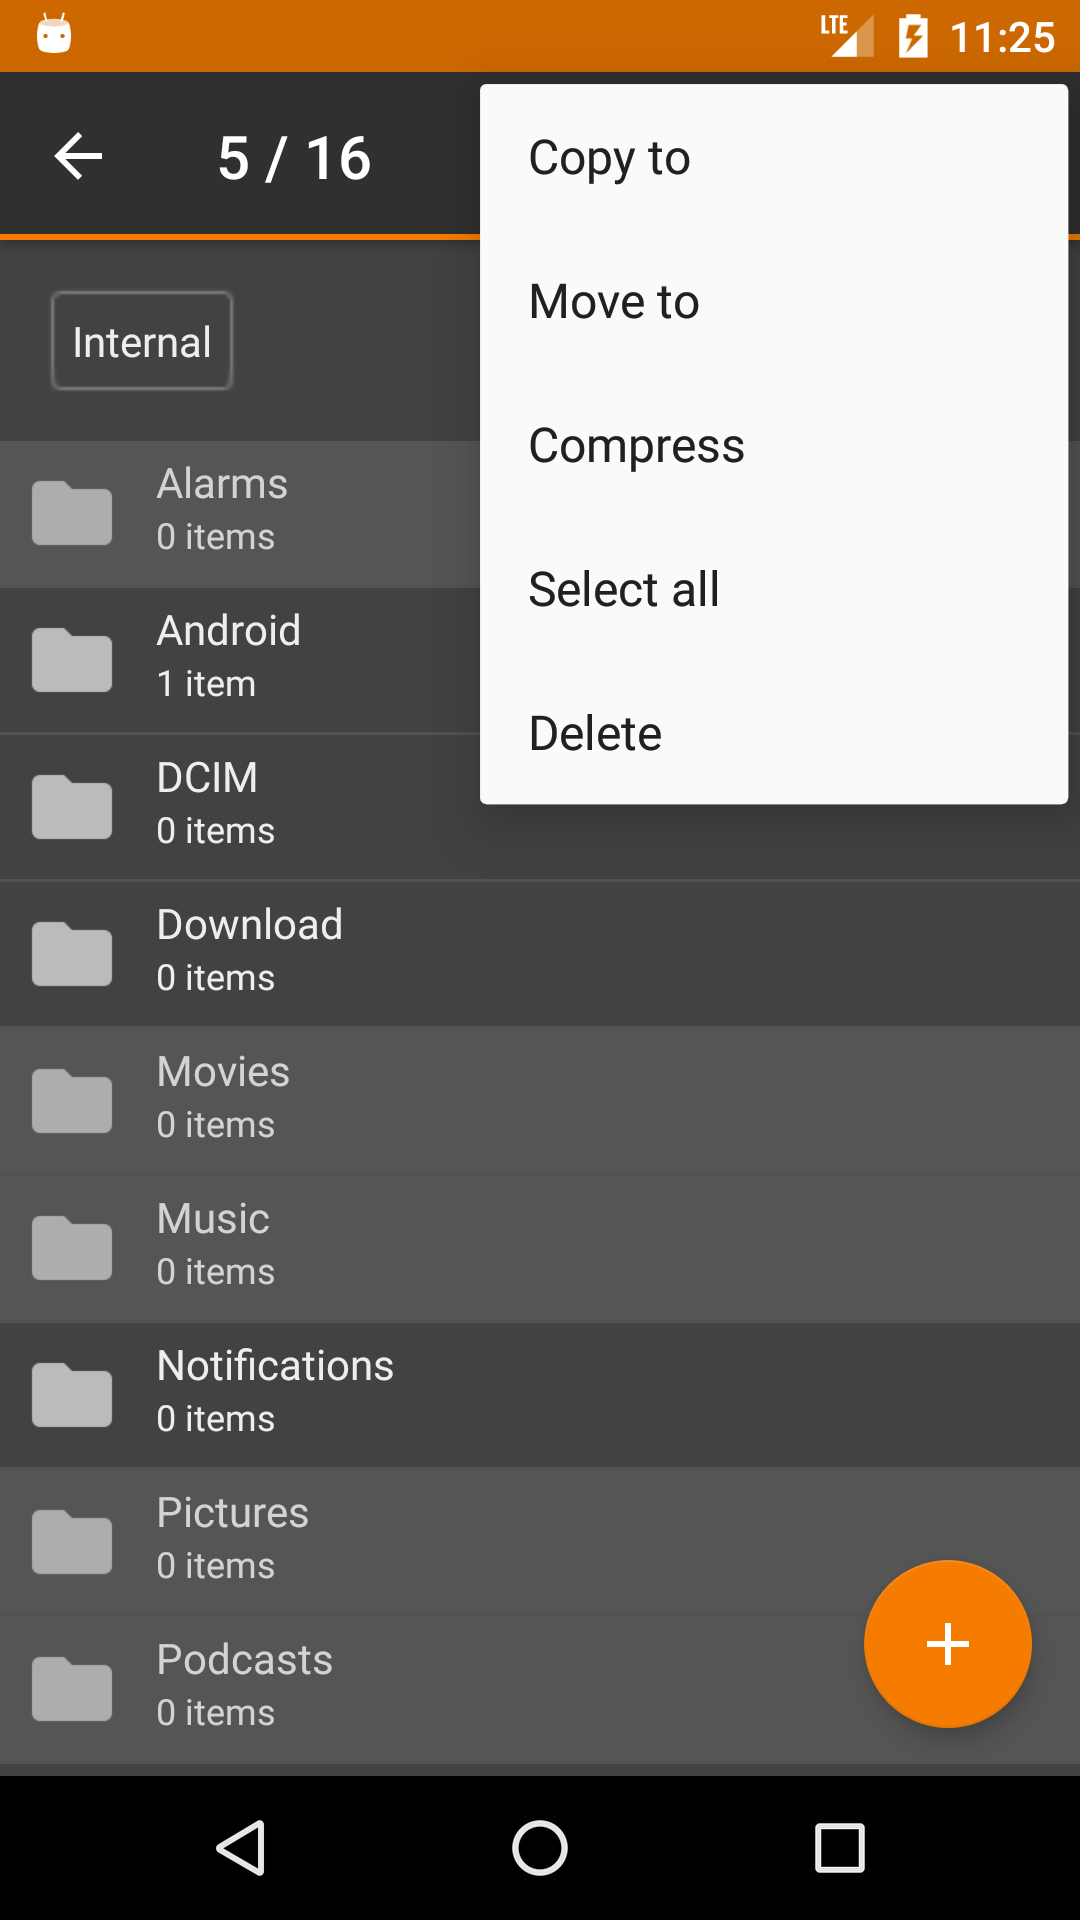 LTE 11:25
5 / 16
Copy to
Move to
Compress
Select all
Delete
Internal
Alarms
0 items
Android
1 item
DCIM
0 items
Download
0 items
Movies
0 items
Music
0 items
Notifications
0 items
Pictures
0 items
Podcasts
0 items